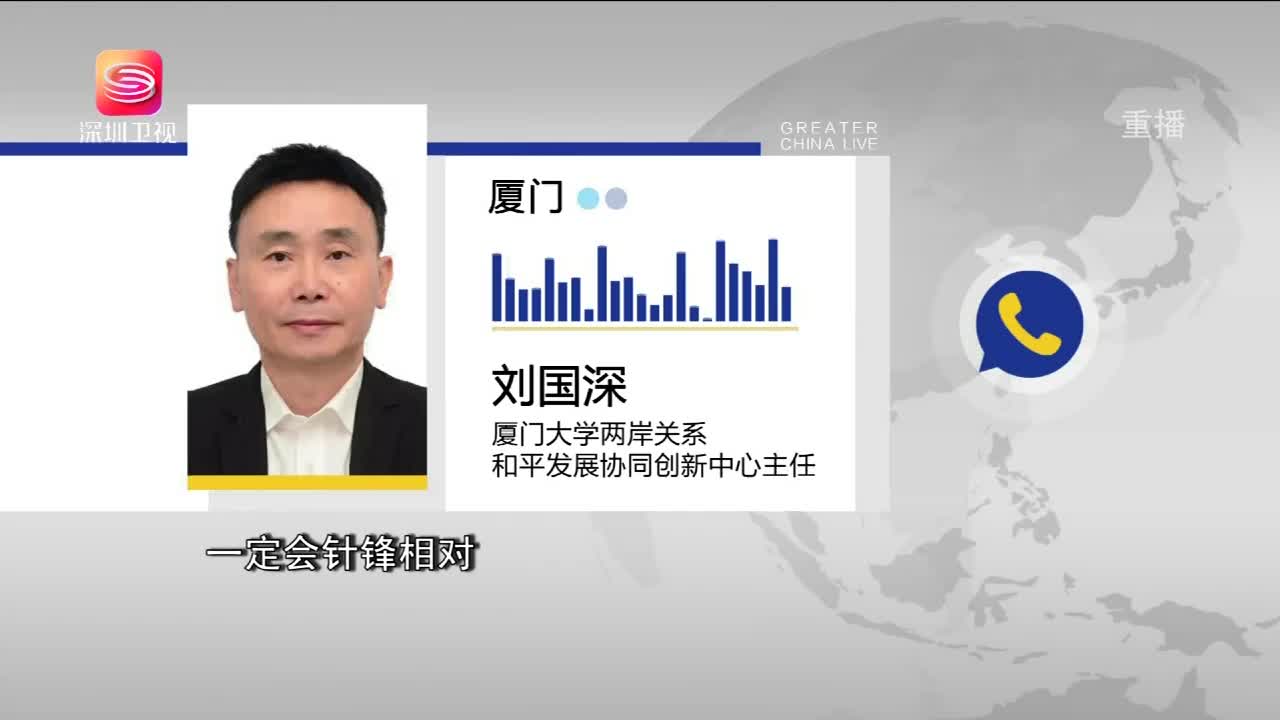 深圳卫视
GREATER
CHINA LIVE
重播
厦门
刘国深
厦门大学两岸关系
和平发展协同创新中心主任
一定会针锋相对